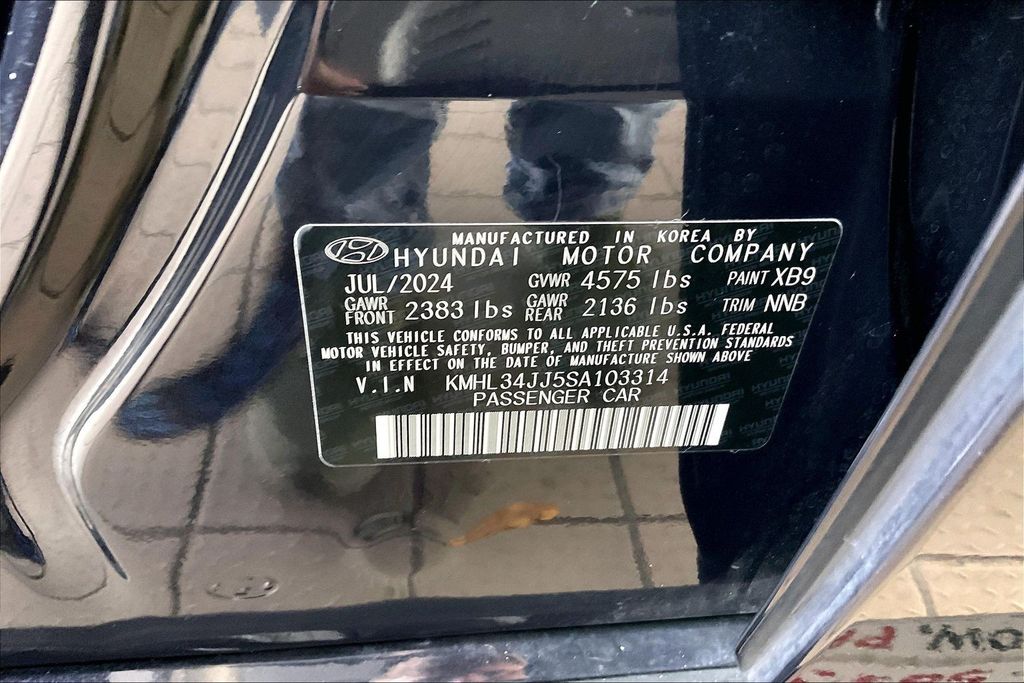 MANUFACTURED IN KOREA BY
HYUNDAI MOTOR COMPANY
JUL/2024 GVWR 4575 lbs PAINT XB9
GAWR FRONT 2383 lbs GAWR REAR 2136 lbs TRIM NNB
THIS VEHICLE CONFORMS TO ALL APPLICABLE U.S.A. FEDERAL
MOTOR VEHICLE SAFETY, BUMPER, AND THEFT PREVENTION STANDARDS
IN EFFECT ON THE DATE OF MANUFACTURE SHOWN ABOVE
V.I.N KMHL34JJ5SA103314
PASSENGER CAR